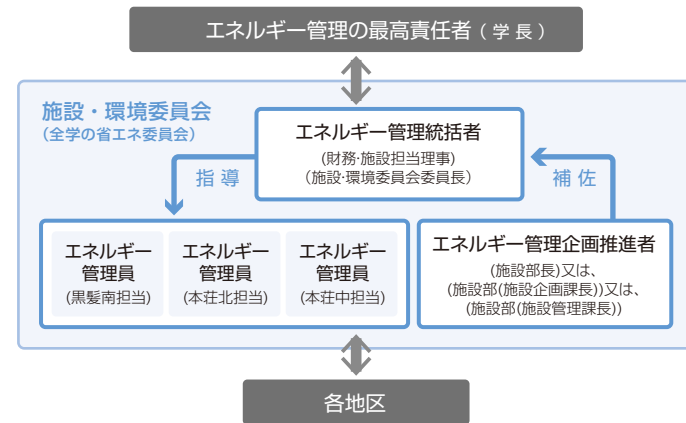 エネルギー管理の最高責任者（学長）
施設・環境委員会
（全学の省エネ委員会）
エネルギー管理統括者
(財務･施設担当理事)
（施設･環境委員会委員長）
指導
補佐
エネルギー
管理員
(黒髪南担当)
エネルギー
管理員
(本荘北担当)
エネルギー
管理員
(本荘中担当)
エネルギー管理企画推進者
(施設部長)又は、
(施設部(施設企画課長))又は、
(施設部(施設管理課長))
各地区